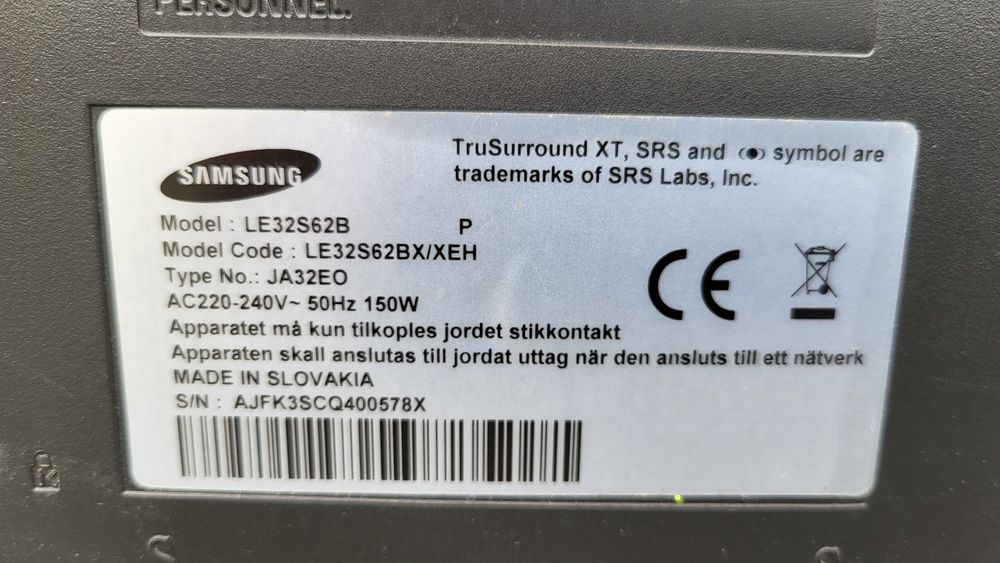 PERSONNEL.
SAMSUNG
TruSurround XT, SRS and (●) symbol are
trademarks of SRS Labs, Inc.
Model : LE32S62B P
Model Code : LE32S62BX/XEH
Type No.: JA32EO
AC220-240V~ 50Hz 150W
Apparatet må kun tilkoples jordet stikkontakt
Apparaten skall anslutas till jordat uttag när den ansluts till ett nätverk
MADE IN SLOVAKIA
S/N : AJFK3SCQ400578X
CE